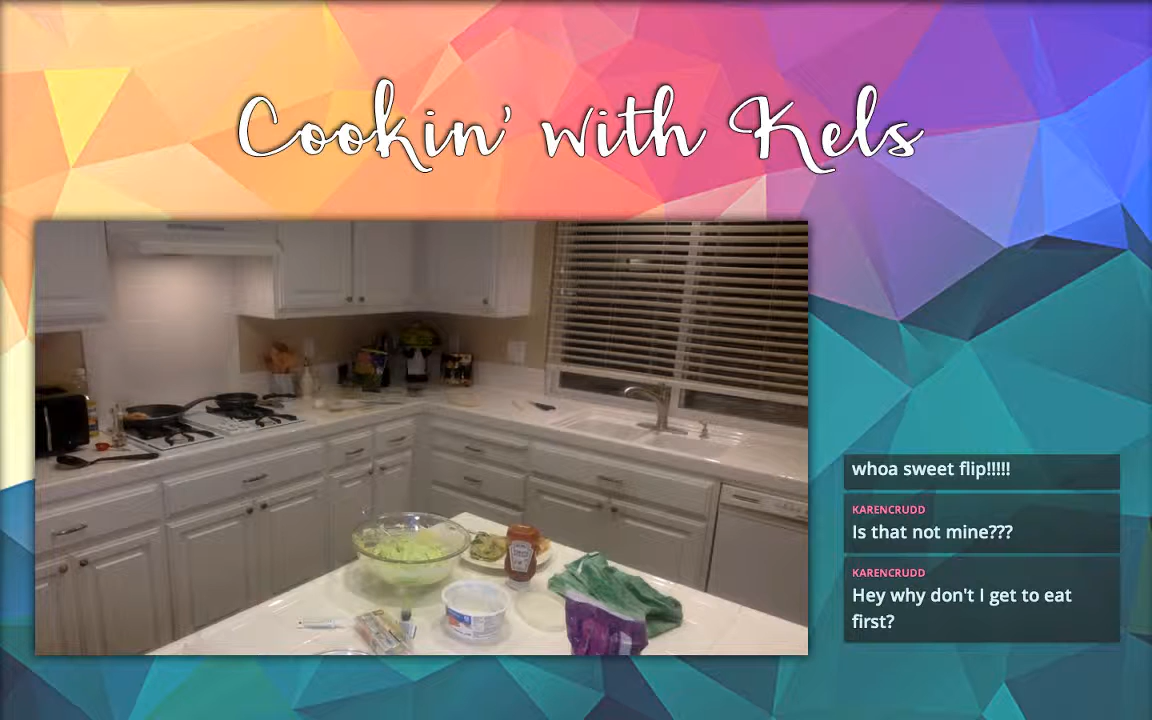 Cookin' with Kels
whoa sweet flip!!!!!
KARENCRUDD
Is that not mine???
KARENCRUDD
Hey why don't I get to eat
first?
HEINZ